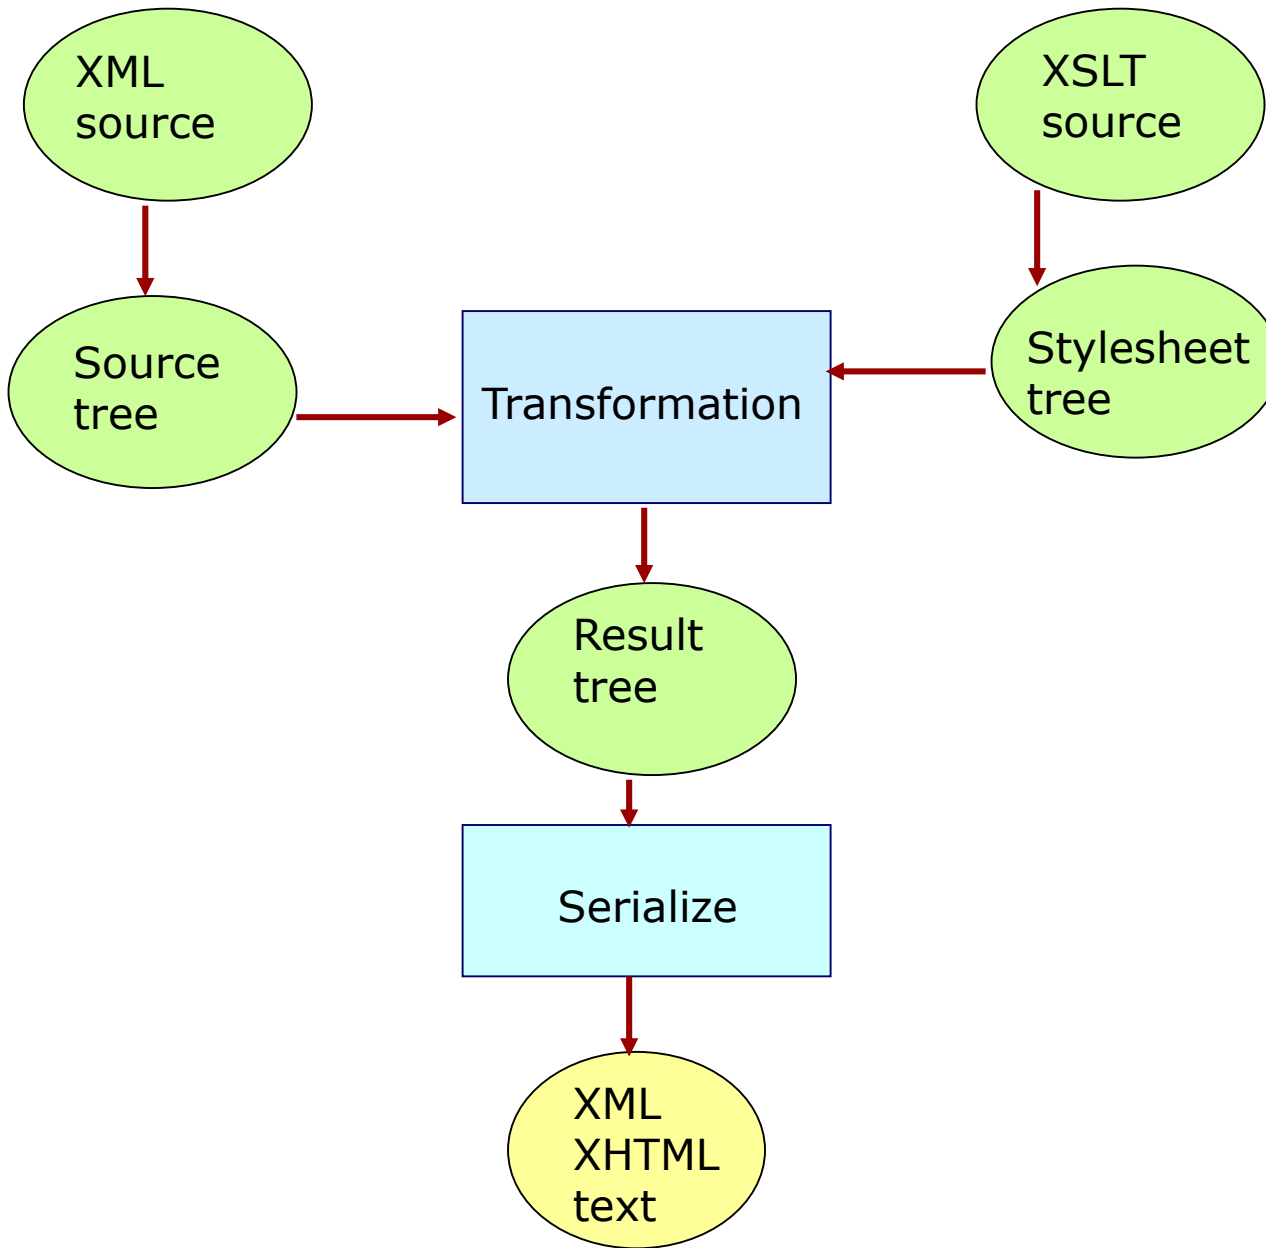 XML
source
XSLT
source
Source
tree
Transformation
Stylesheet
tree
Result
tree
Serialize
XML
XHTML
text